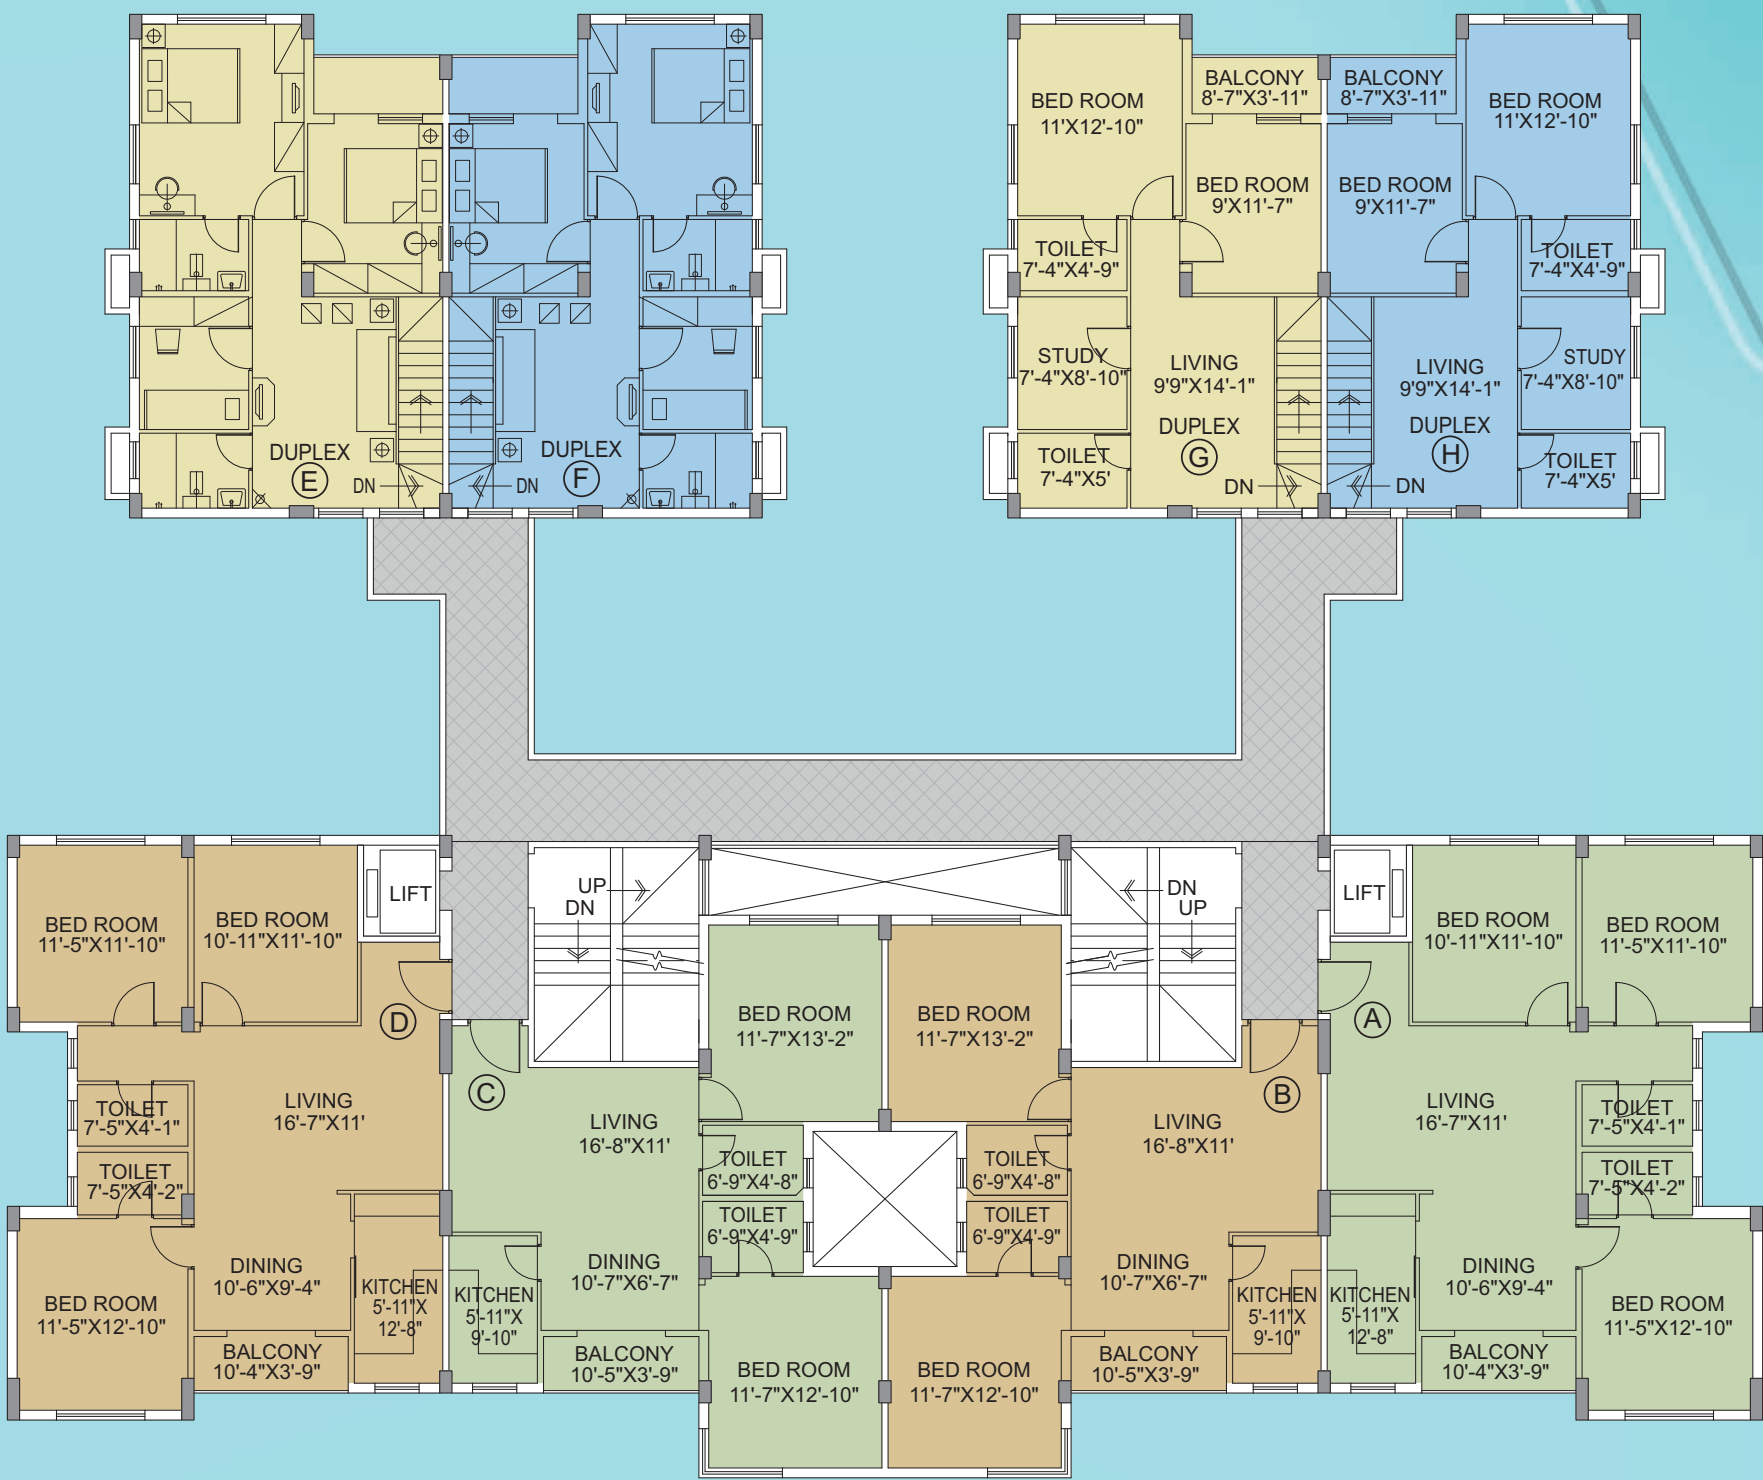 DUPLEX
E
DN
DUPLEX
F
DN
BED ROOM
11'X12'-10"
BALCONY
8'-7"X3'-11"
BED ROOM
9'X11'-7"
TOILET
7'-4"X4'-9"
STUDY
7'-4"X8'-10"
LIVING
9'9"X14'-1"
DUPLEX
G
TOILET
7'-4"X5'
DN
BALCONY
8'-7"X3'-11"
BED ROOM
11'X12'-10"
BED ROOM
9'X11'-7"
TOILET
7'-4"X4'-9"
LIVING
9'9"X14'-1"
STUDY
7'-4"X8'-10"
DUPLEX
H
TOILET
7'-4"X5'
DN
BED ROOM
11'-5"X11'-10"
BED ROOM
10'-11"X11'-10"
LIFT
D
TOILET
7'-5"X4'-1"
LIVING
16'-7"X11'
TOILET
7'-5"X4'-2"
DINING
10'-6"X9'-4"
BED ROOM
11'-5"X12'-10"
KITCHEN
5'-11"X
12'-8"
BALCONY
10'-4"X3'-9"
UP
DN
C
BED ROOM
11'-7"X13'-2"
LIVING
16'-8"X11'
TOILET
6'-9"X4'-8"
TOILET
6'-9"X4'-9"
DINING
10'-7"X6'-7"
KITCHEN
5'-11"X
9'-10"
BALCONY
10'-5"X3'-9"
BED ROOM
11'-7"X12'-10"
DN
UP
BED ROOM
11'-7"X13'-2"
B
LIVING
16'-8"X11'
TOILET
6'-9"X4'-8"
TOILET
6'-9"X4'-9"
DINING
10'-7"X6'-7"
KITCHEN
5'-11"X
9'-10"
BED ROOM
11'-7"X12'-10"
BALCONY
10'-5"X3'-9"
LIFT
BED ROOM
10'-11"X11'-10"
BED ROOM
11'-5"X11'-10"
A
LIVING
16'-7"X11'
TOILET
7'-5"X4'-1"
TOILET
7'-5"X4'-2"
DINING
10'-6"X9'-4"
KITCHEN
5'-11"X
12'-8"
BED ROOM
11'-5"X12'-10"
BALCONY
10'-4"X3'-9"